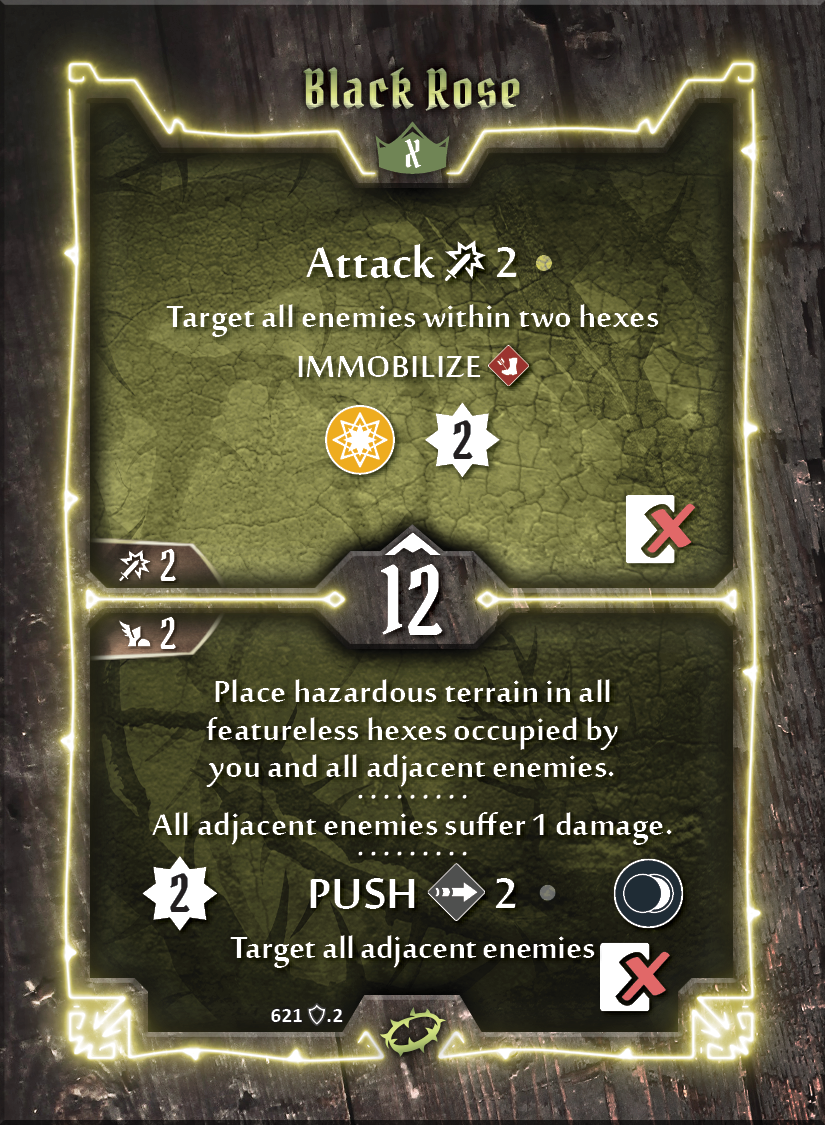 Black Rose
X
Attack 2
Target all enemies within two hexes
IMMOBILIZE
2
2
12
2
Place hazardous terrain in all
featureless hexes occupied by
you and all adjacent enemies.
All adjacent enemies suffer 1 damage.
2 PUSH 2
Target all adjacent enemies
621 .2